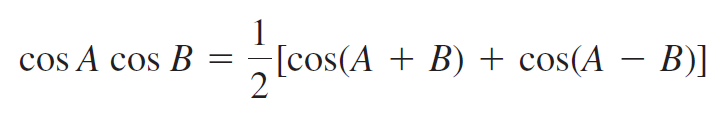 cos A cos B = 1/2[cos(A + B) + cos(A − B)]